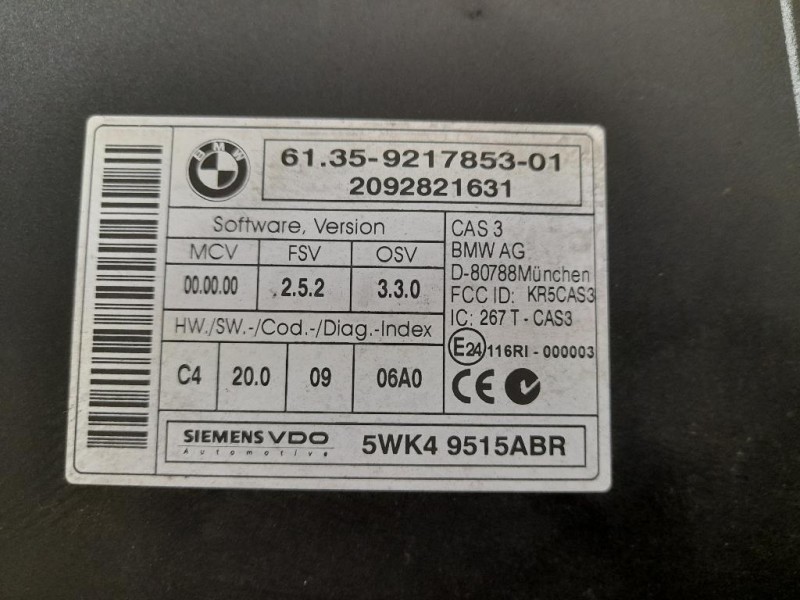 BMW
61.35-9217853-01
2092821631
Software, Version
MCV FSV OSV
00.00.00 2.5.2 3.3.0
HW./SW.-/Cod.-/Diag.-Index
C4 20.0 09 06A0
CAS 3
BMW AG
D-80788München
FCC ID: KR5CAS3
IC: 267 T - CAS3
E24 116RI - 000003
CE
SIEMENS VDO
Automotive
5WK4 9515ABR